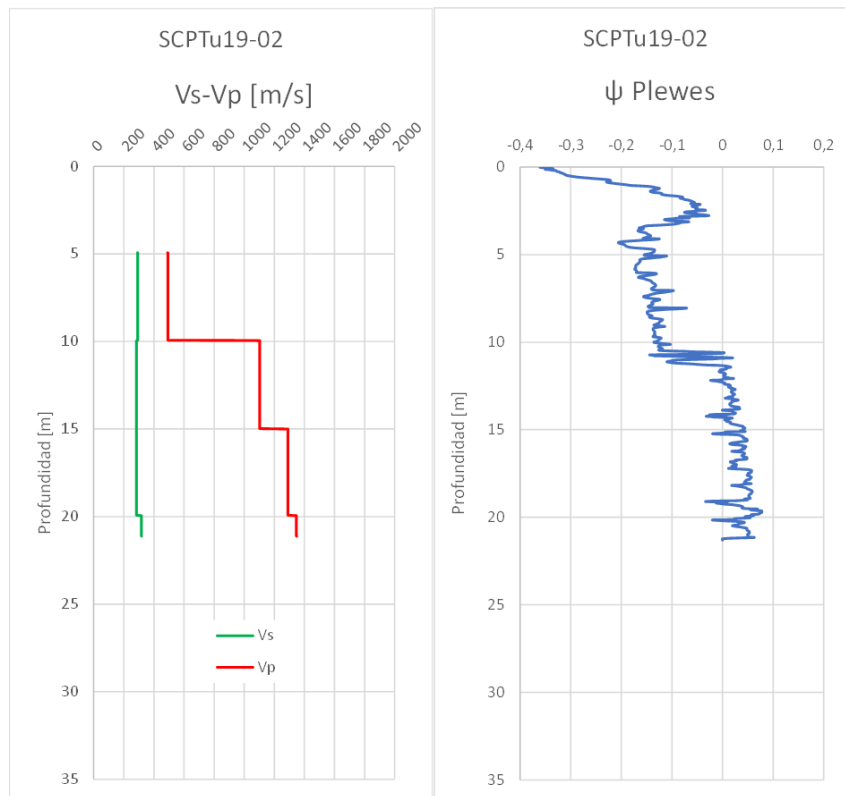 SCPTu19-02
Vs-Vp [m/s]
0 200 400 600 800 1000 1200 1400 1600 1800 2000
0
5
10
15
20
25
30
35
Profundidad [m]
Vs
Vp
SCPTu19-02
ψ Plewes
-0,4 -0,3 -0,2 -0,1 0 0,1 0,2
0
5
10
15
20
25
30
35
Profundidad [m]